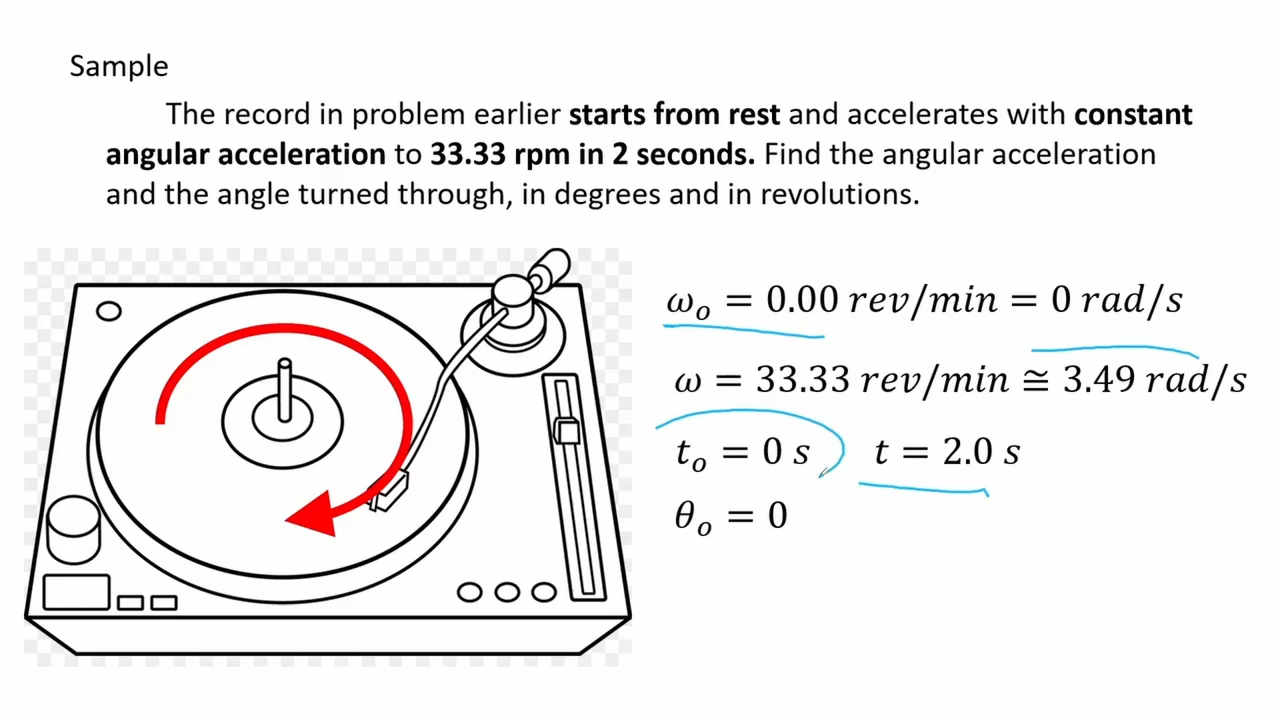 Sample
The record in problem earlier starts from rest and accelerates with constant
angular acceleration to 33.33 rpm in 2 seconds. Find the angular acceleration
and the angle turned through, in degrees and in revolutions.
ωₒ = 0.00 rev/min = 0 rad/s
ω = 33.33 rev/min ≅ 3.49 rad/s
tₒ = 0 s t = 2.0 s
θₒ = 0